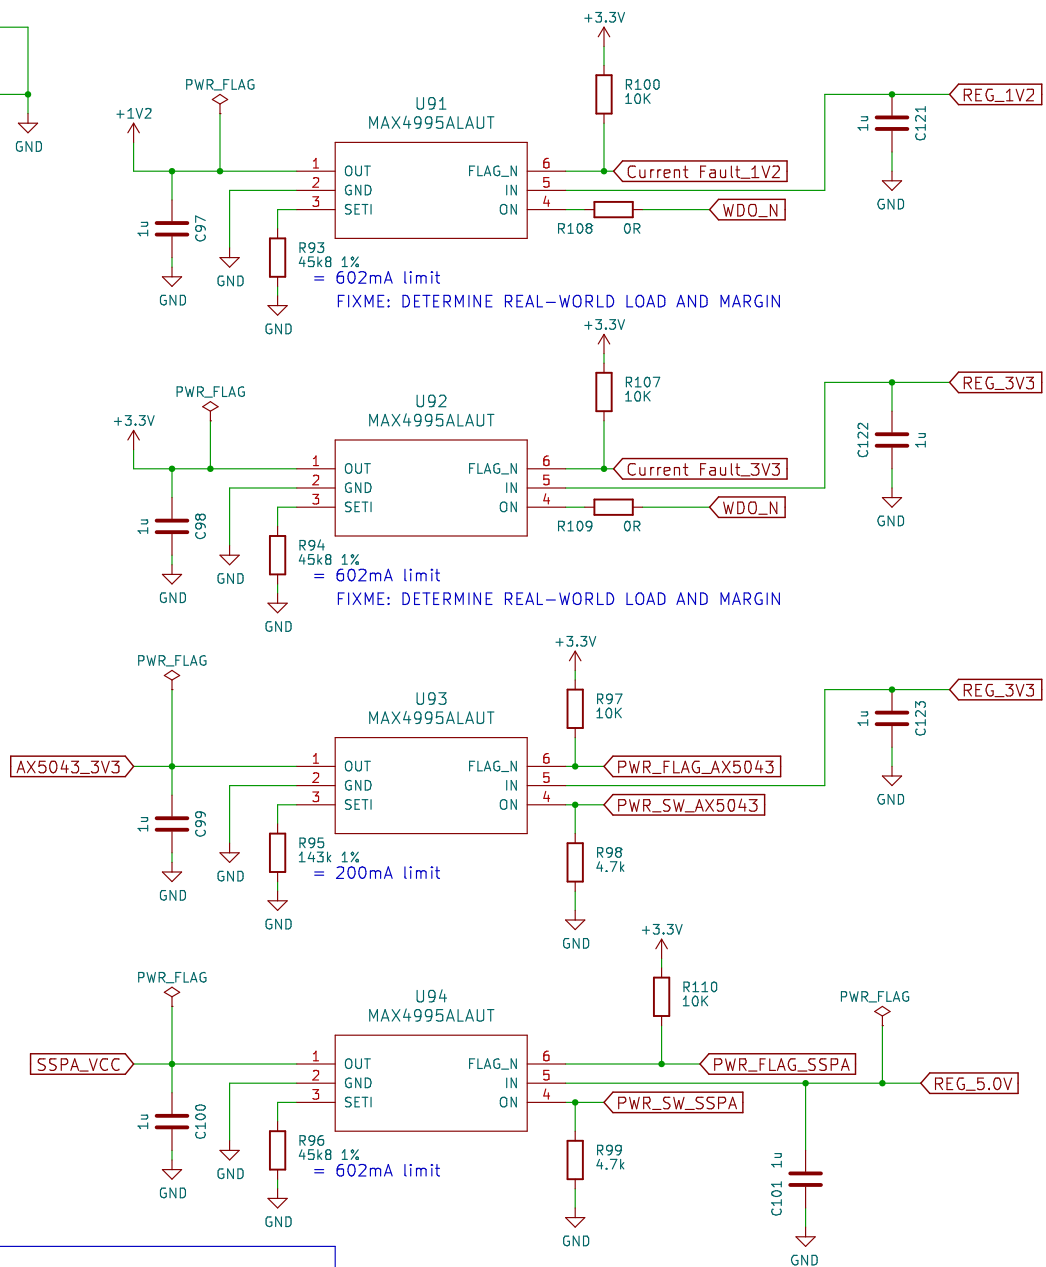 GND
+1V2
PWR_FLAG
U91
MAX4995ALAUT
+3.3V
R100
10K
REG_1V2
1u
C121
GND
1 OUT
2 GND
3 SETI
FLAG_N 6
IN 5
ON 4
Current Fault_1V2
WDO_N
R108 0R
1u
C97
GND
GND
R93
45k8 1%
= 602mA limit
GND
FIXME: DETERMINE REAL-WORLD LOAD AND MARGIN
+3.3V
PWR_FLAG
U92
MAX4995ALAUT
+3.3V
R107
10K
REG_3V3
C122
1u
GND
1 OUT
2 GND
3 SETI
FLAG_N 6
IN 5
ON 4
Current Fault_3V3
WDO_N
R109 0R
1u
C98
GND
GND
R94
45k8 1%
= 602mA limit
GND
FIXME: DETERMINE REAL-WORLD LOAD AND MARGIN
PWR_FLAG
AX5043_3V3
U93
MAX4995ALAUT
+3.3V
R97
10K
REG_3V3
1u
C123
GND
1 OUT
2 GND
3 SETI
FLAG_N 6
IN 5
ON 4
PWR_FLAG_AX5043
PWR_SW_AX5043
1u
C99
GND
GND
R95
143k 1%
= 200mA limit
GND
R98
4.7k
GND
PWR_FLAG
SSPA_VCC
U94
MAX4995ALAUT
+3.3V
R110
10K
PWR_FLAG
1 OUT
2 GND
3 SETI
FLAG_N 6
IN 5
ON 4
PWR_FLAG_SSPA
REG_5.0V
PWR_SW_SSPA
1u
C100
GND
GND
R96
45k8 1%
= 602mA limit
GND
R99
4.7k
GND
C101 1u
GND